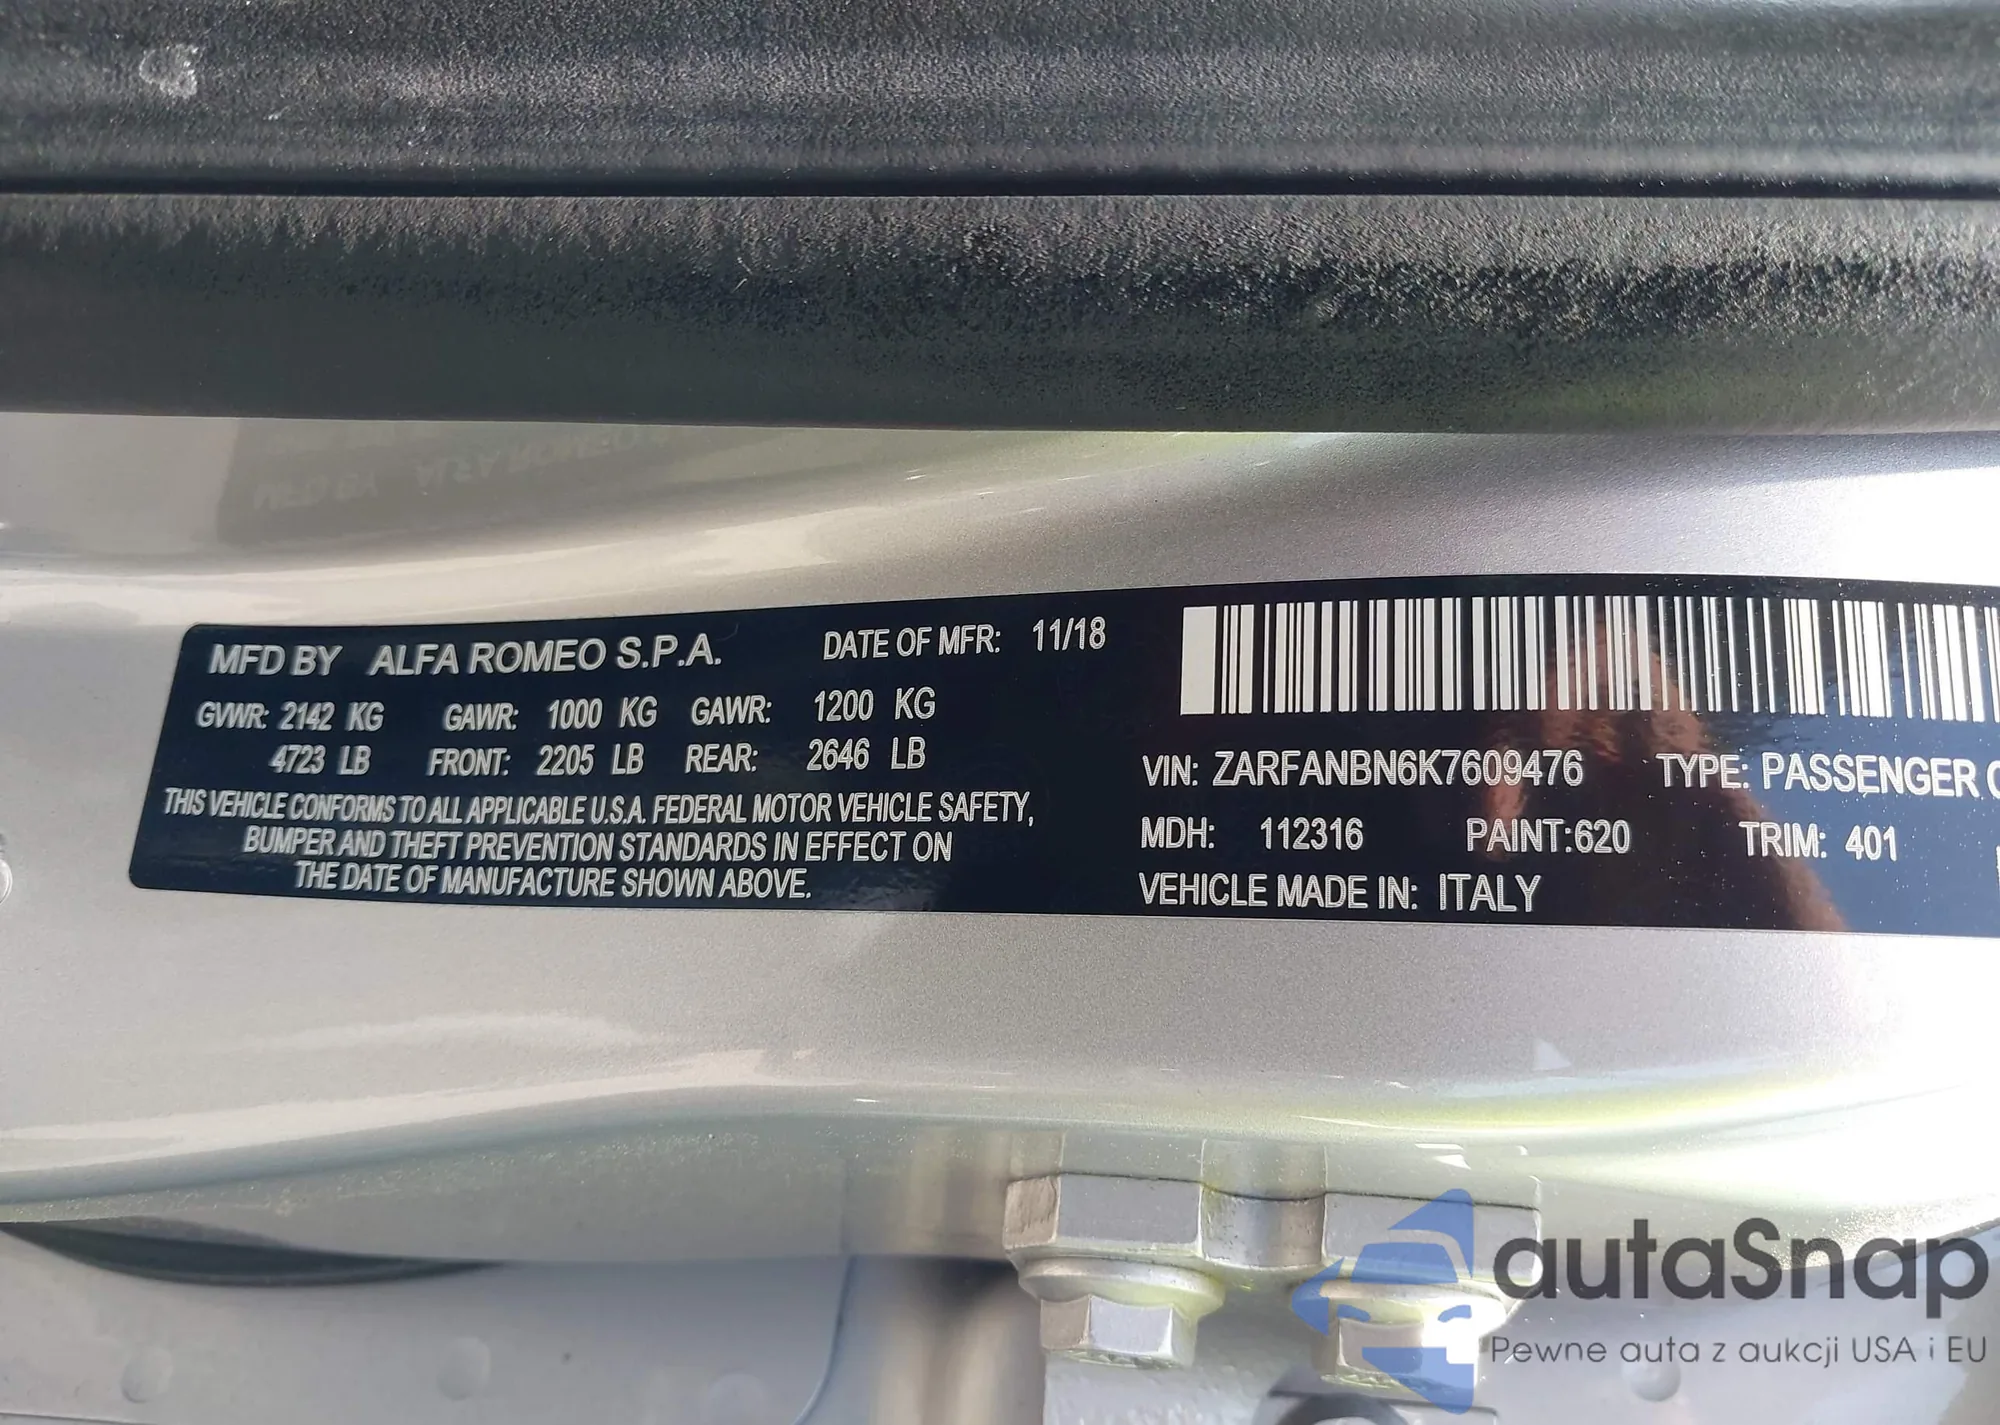 MFD BY ALFA ROMEO S.P.A. DATE OF MFR: 11/18
GVWR: 2142 KG GAWR: 1000 KG GAWR: 1200 KG
4723 LB FRONT: 2205 LB REAR: 2646 LB
THIS VEHICLE CONFORMS TO ALL APPLICABLE U.S.A. FEDERAL MOTOR VEHICLE SAFETY,
BUMPER AND THEFT PREVENTION STANDARDS IN EFFECT ON
THE DATE OF MANUFACTURE SHOWN ABOVE.
VIN: ZARFANBN6K7609476 TYPE: PASSENGER C
MDH: 112316 PAINT:620 TRIM: 401
VEHICLE MADE IN: ITALY
autaSnap
Pewne auta z aukcji USA i EU